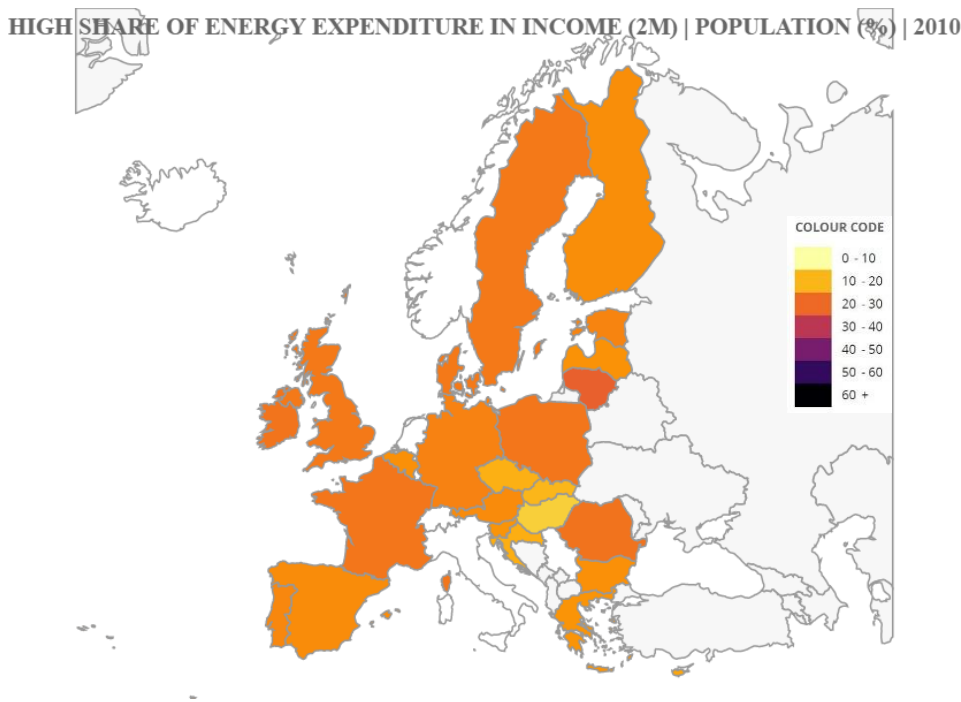 HIGH SHARE OF ENERGY EXPENDITURE IN INCOME (2M) | POPULATION (%) | 2010
COLOUR CODE
0 - 10
10 - 20
20 - 30
30 - 40
40 - 50
50 - 60
60 +